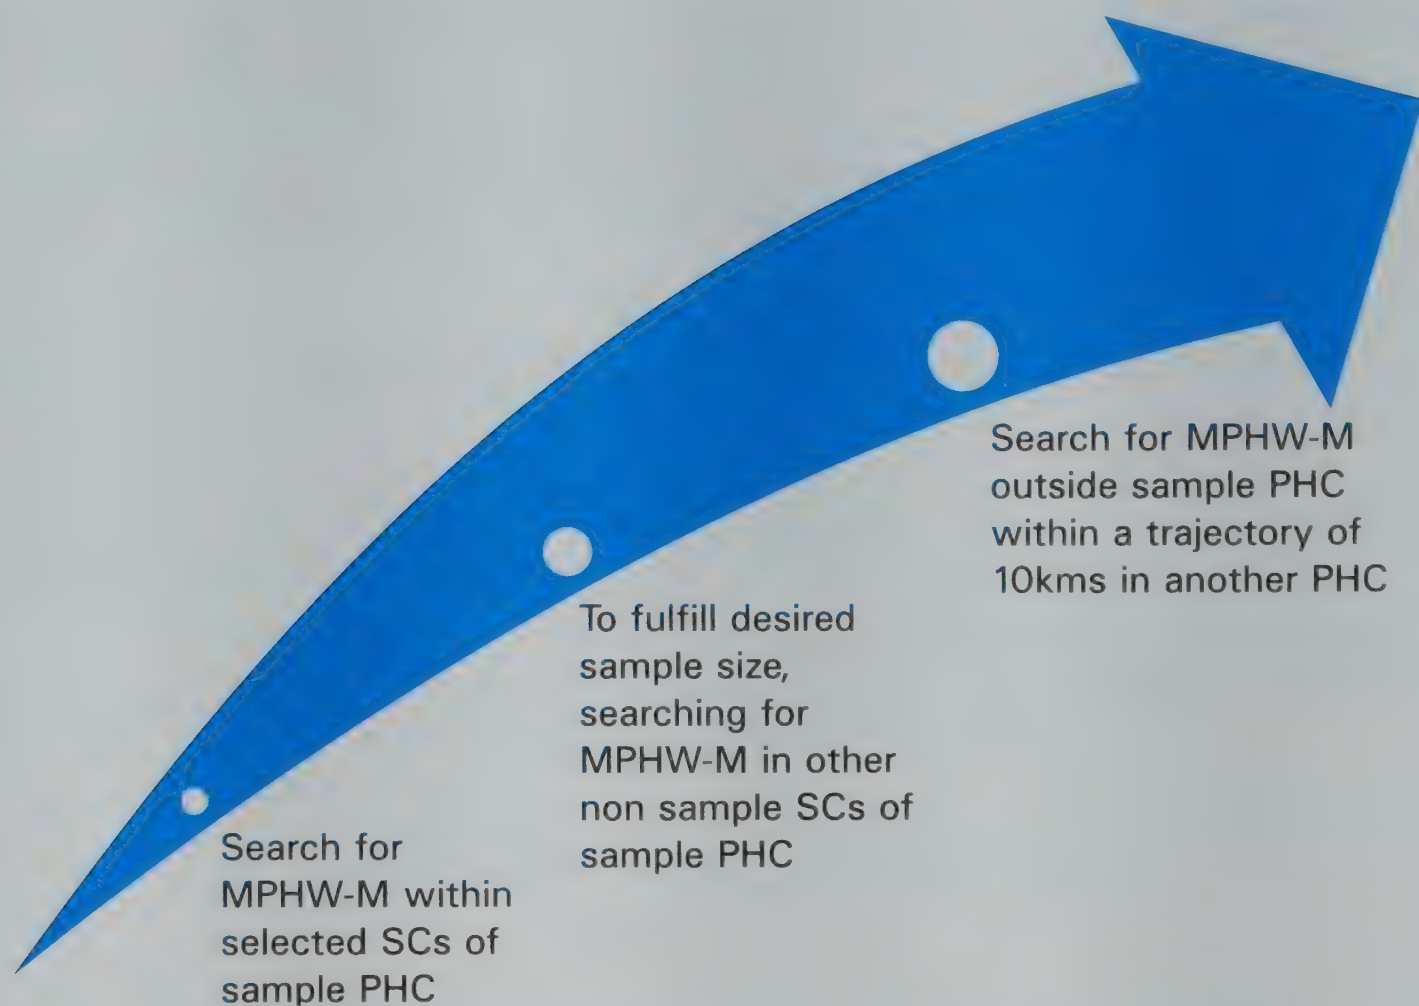 Search for
MPHW-M within
selected SCs of
sample PHC
To fulfill desired
sample size,
searching for
MPHW-M in other
non sample SCs of
sample PHC
Search for MPHW-M
outside sample PHC
within a trajectory of
10kms in another PHC